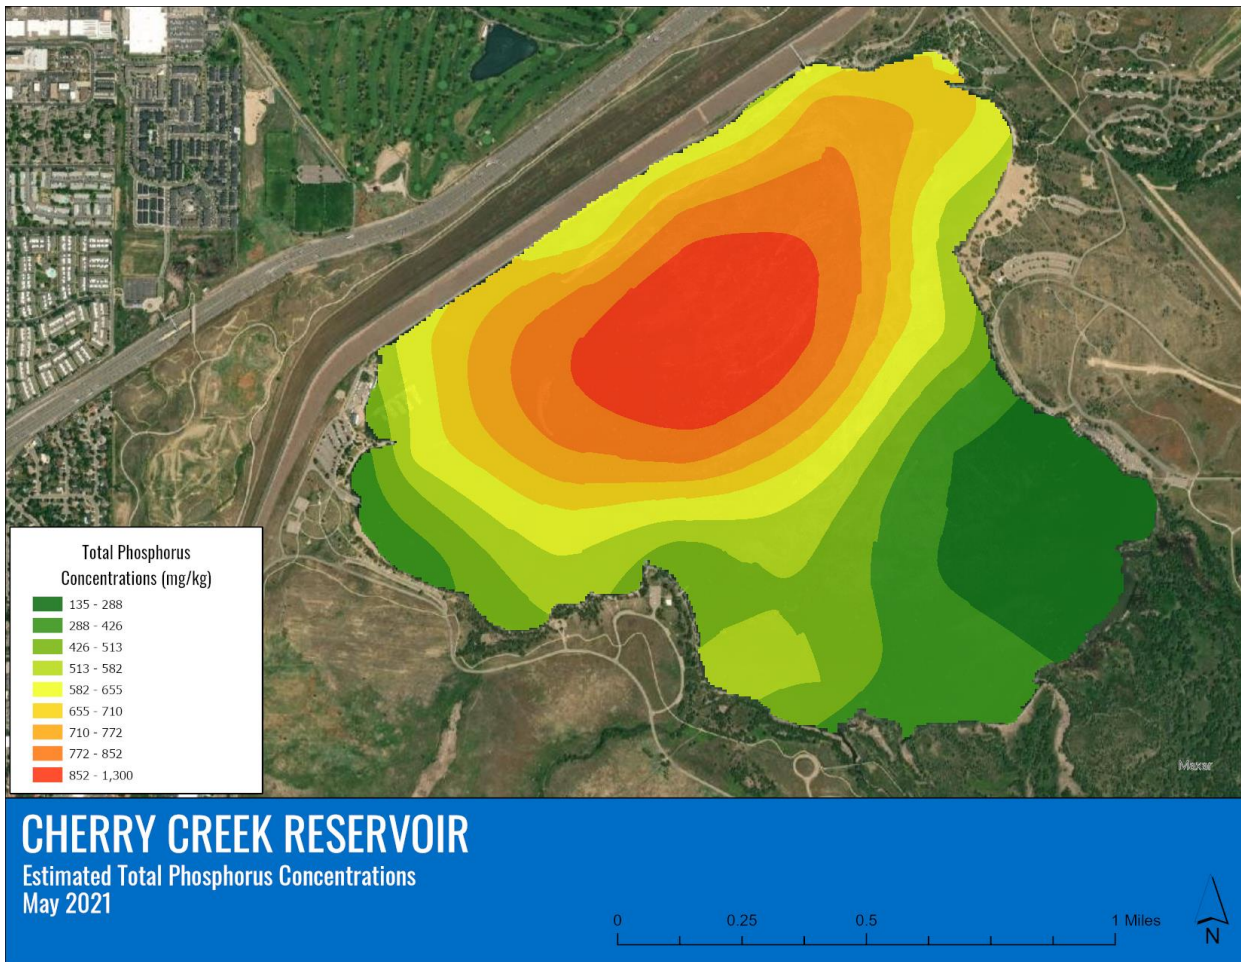 Total Phosphorus
Concentrations (mg/kg)
135 - 288
288 - 426
426 - 513
513 - 582
582 - 655
655 - 710
710 - 772
772 - 852
852 - 1,300
Maxar
CHERRY CREEK RESERVOIR
Estimated Total Phosphorus Concentrations
May 2021
0 0.25 0.5 1 Miles
N